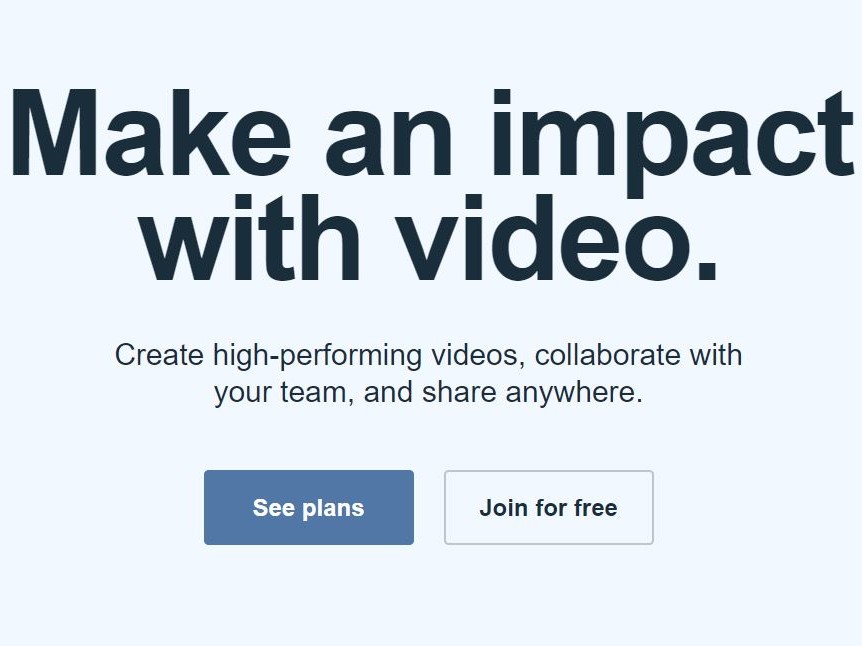 Make an impact
with video.
Create high-performing videos, collaborate with
your team, and share anywhere.
See plans
Join for free